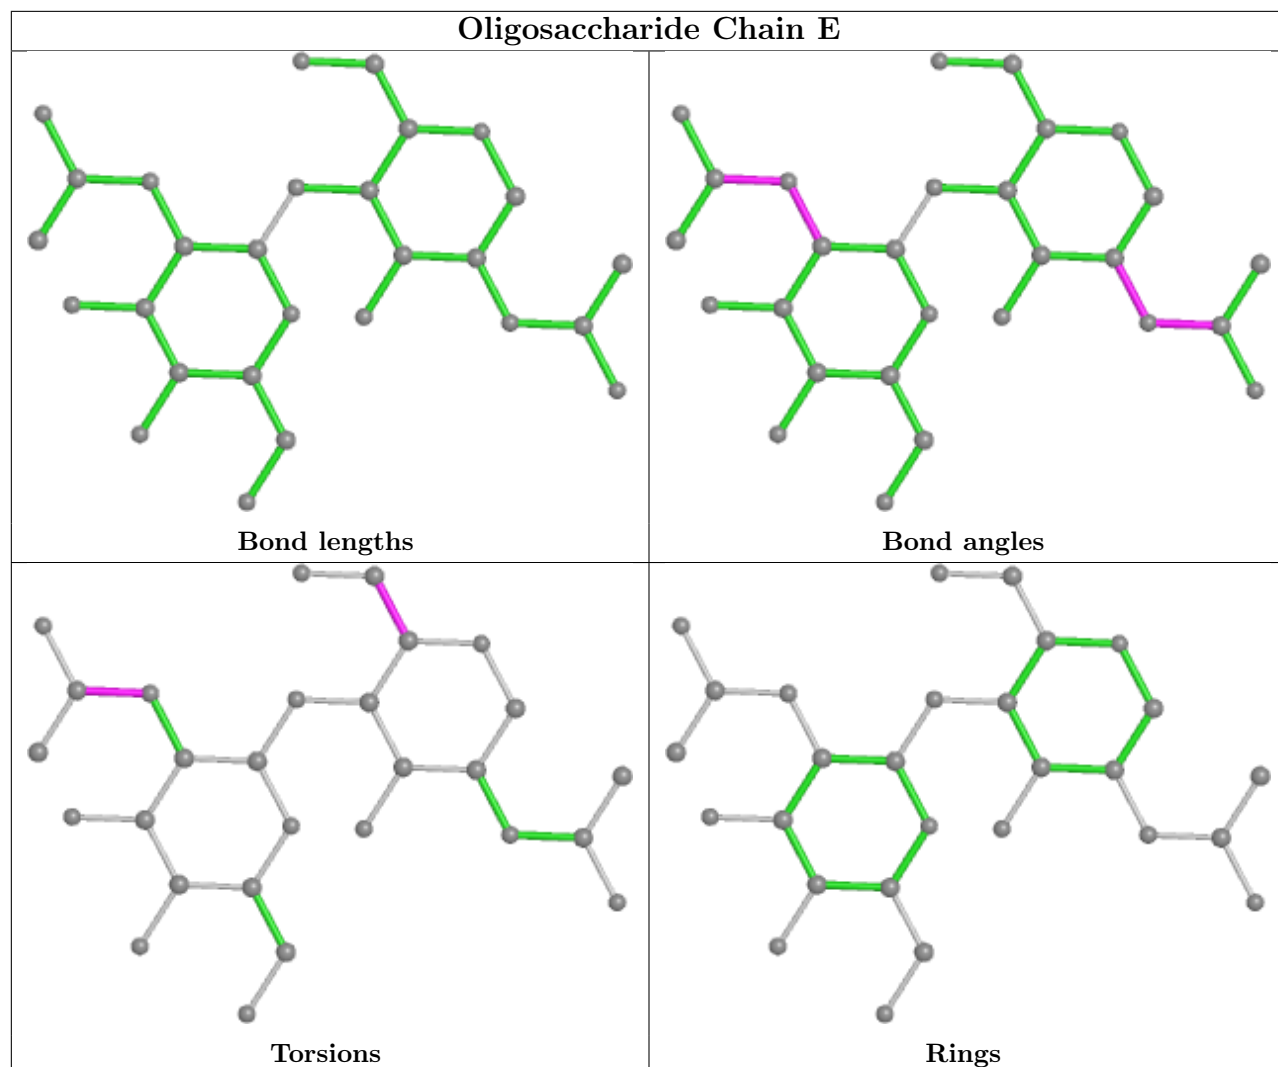 Oligosaccharide Chain E
Bond lengths
Bond angles
Torsions
Rings